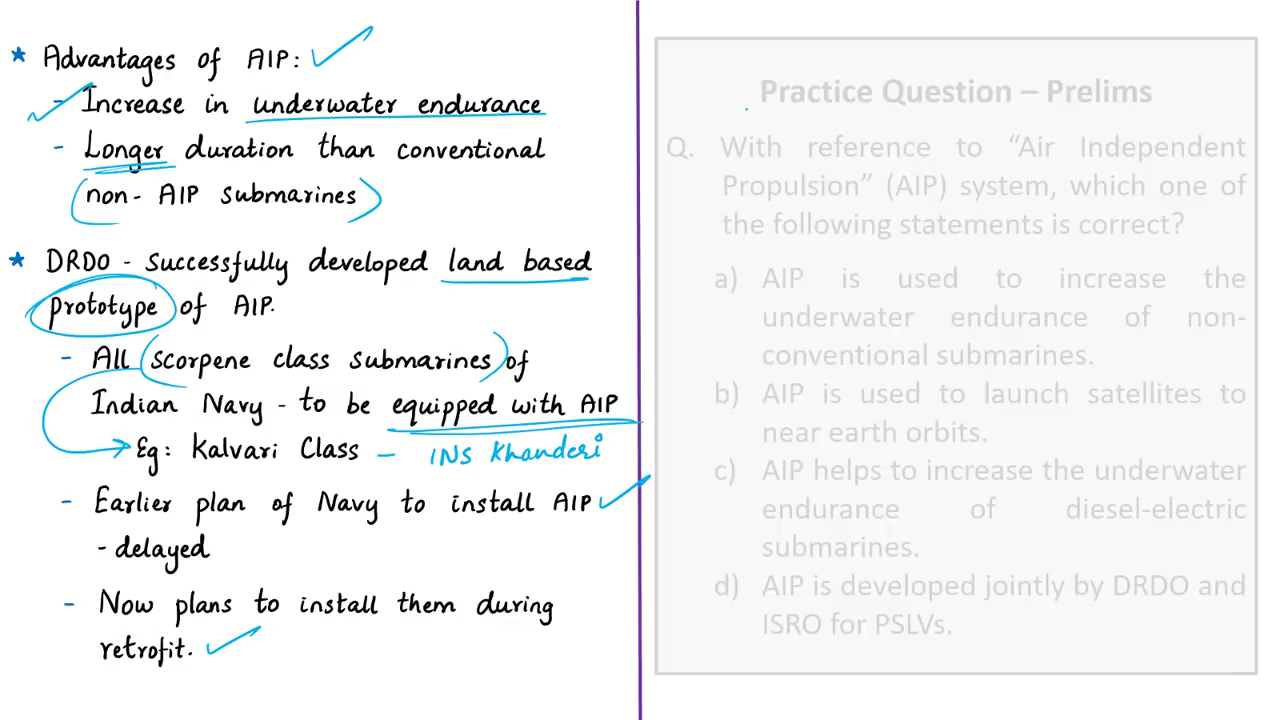 * Advantages of AIP:
- Increase in underwater endurance
- Longer duration than conventional
non- AIP submarines
* DRDO - Successfully developed land based
prototype of AIP.
- All scorpene class submarines of
Indian Navy - to be equipped with AIP
Eg: Kalvari Class - INS Khanderi
- Earlier plan of Navy to install AIP
- delayed
- Now plans to install them during
retrofit.
Practice Question – Prelims
Q. With reference to “Air Independent
Propulsion” (AIP) system, which one of
the following statements is correct?
a) AIP is used to increase the
underwater endurance of non-
conventional submarines.
b) AIP is used to launch satellites to
near earth orbits.
c) AIP helps to increase the underwater
endurance of diesel-electric
submarines.
d) AIP is developed jointly by DRDO and
ISRO for PSLVs.